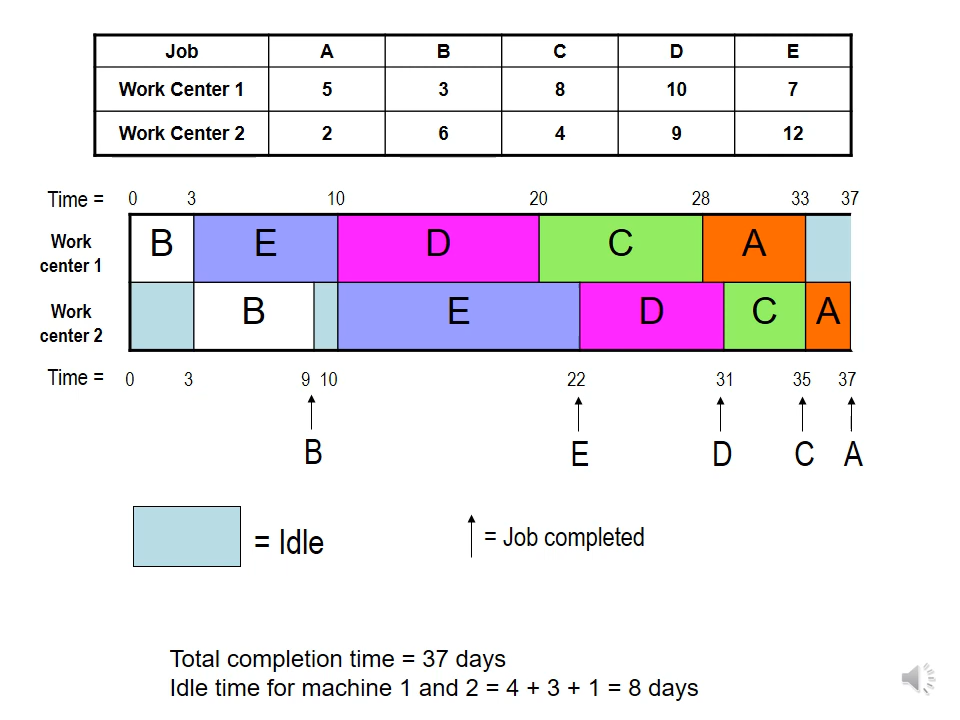 Job A B C D E
Work Center 1 5 3 8 10 7
Work Center 2 2 6 4 9 12
Time = 0 3 10 20 28 33 37
Work
center 1
B E D C A
Work
center 2
B E D C A
Time = 0 3 9 10 22 31 35 37
B E D C A
= Idle
= Job completed
Total completion time = 37 days
Idle time for machine 1 and 2 = 4 + 3 + 1 = 8 days